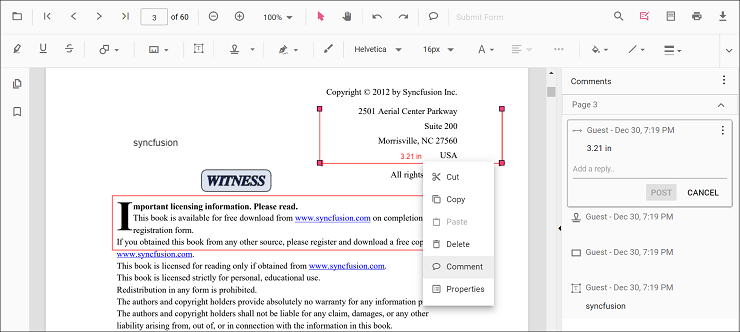 3 of 60
100%
Submit Form
Helvetica
16px
Copyright © 2012 by Syncfusion Inc.
2501 Aerial Center Parkway
Suite 200
Morrisville, NC 27560
3.21 in USA
syncfusion
WITNESS
All rights
Important licensing information. Please read.
This book is available for free download from www.syncfusion.com on completion
registration form.
If you obtained this book from any other source, please register and download a free cop
www.syncfusion.com.
This book is licensed for reading only if obtained from www.syncfusion.com.
This book is licensed strictly for personal, educational use.
Redistribution in any form is prohibited.
The authors and copyright holders provide absolutely no warranty for any information p
The authors and copyright holders shall not be liable for any claim, damages, or any other
liability arising from, out of, or in connection with the information in this book.
Cut
Copy
Paste
Delete
Comment
Properties
Comments
Page 3
Guest - Dec 30, 7:19 PM
3.21 in
Add a reply..
POST CANCEL
Guest - Dec 30, 7:19 PM
Guest - Dec 30, 7:19 PM
Guest - Dec 30, 7:19 PM
syncfusion